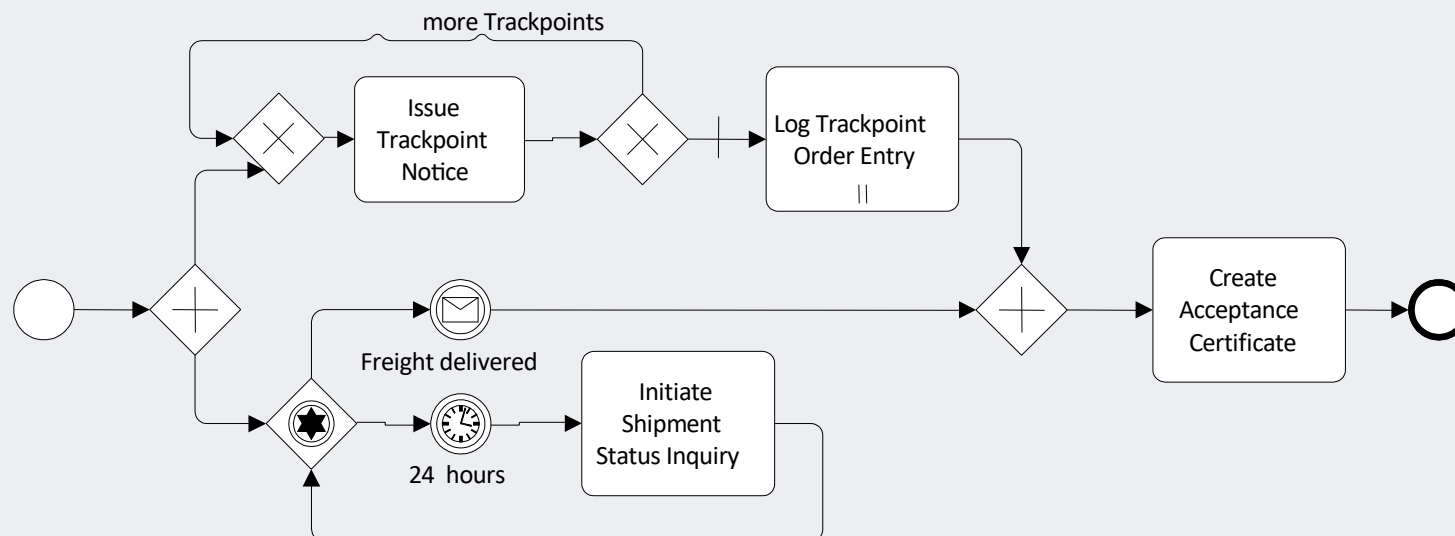 more Trackpoints
Issue
Trackpoint
Notice
Log Trackpoint
Order Entry
Freight delivered
24 hours
Initiate
Shipment
Status Inquiry
Create
Acceptance
Certificate